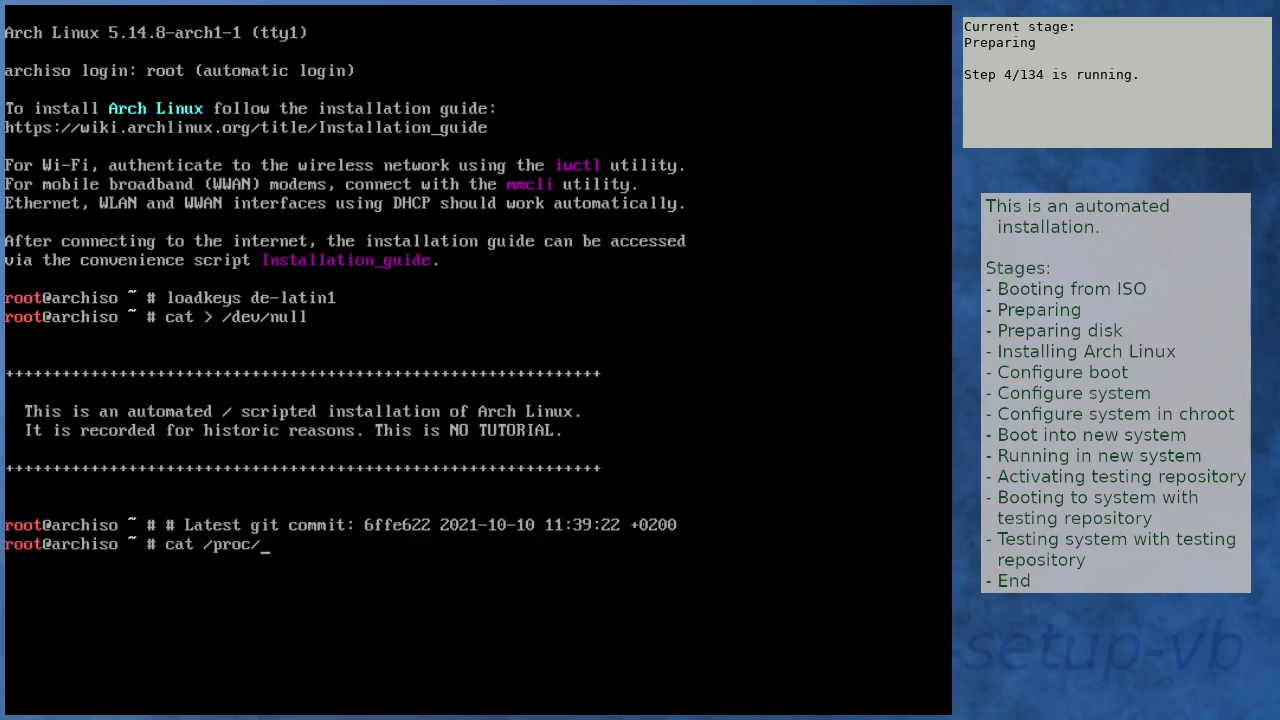 Arch Linux 5.14.8-arch1-1 (tty1)
archiso login: root (automatic login)
To install Arch Linux follow the installation guide:
https://wiki.archlinux.org/title/Installation_guide
For Wi-Fi, authenticate to the wireless network using the iwctl utility.
For mobile broadband (WWAN) modems, connect with the mmcli utility.
Ethernet, WLAN and WWAN interfaces using DHCP should work automatically.
After connecting to the internet, the installation guide can be accessed
via the convenience script Installation_guide.
root@archiso ~ # loadkeys de-latin1
root@archiso ~ # cat > /dev/null
+++++++++++++++++++++++++++++++++++++++++++++++++++++++++++++++
This is an automated / scripted installation of Arch Linux.
It is recorded for historic reasons. This is NO TUTORIAL.
+++++++++++++++++++++++++++++++++++++++++++++++++++++++++++++++
root@archiso ~ # # Latest git commit: 6ffe622 2021-10-10 11:39:22 +0200
root@archiso ~ # cat /proc/_
Current stage:
Preparing
Step 4/134 is running.
This is an automated
installation.
Stages:
- Booting from ISO
- Preparing
- Preparing disk
- Installing Arch Linux
- Configure boot
- Configure system
- Configure system in chroot
- Boot into new system
- Running in new system
- Activating testing repository
- Booting to system with
testing repository
- Testing system with testing
repository
- End
setup-vb